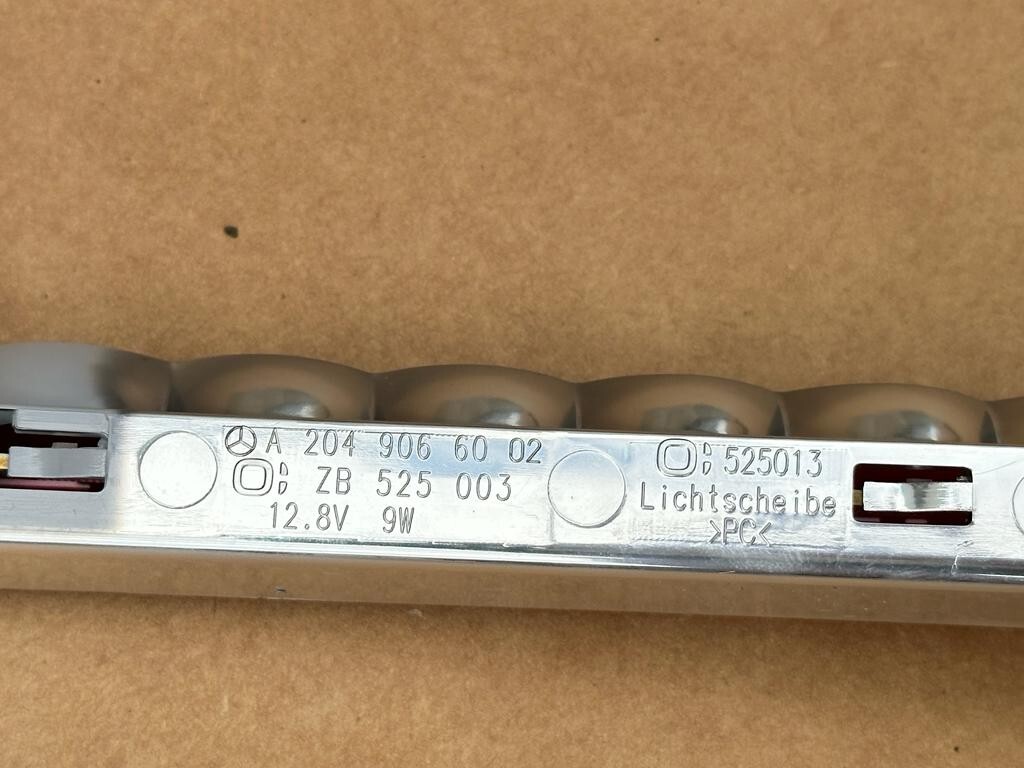 A 204 906 60 02
ZB 525 003
12.8V 9W
525013
Lichtscheibe
>PC<